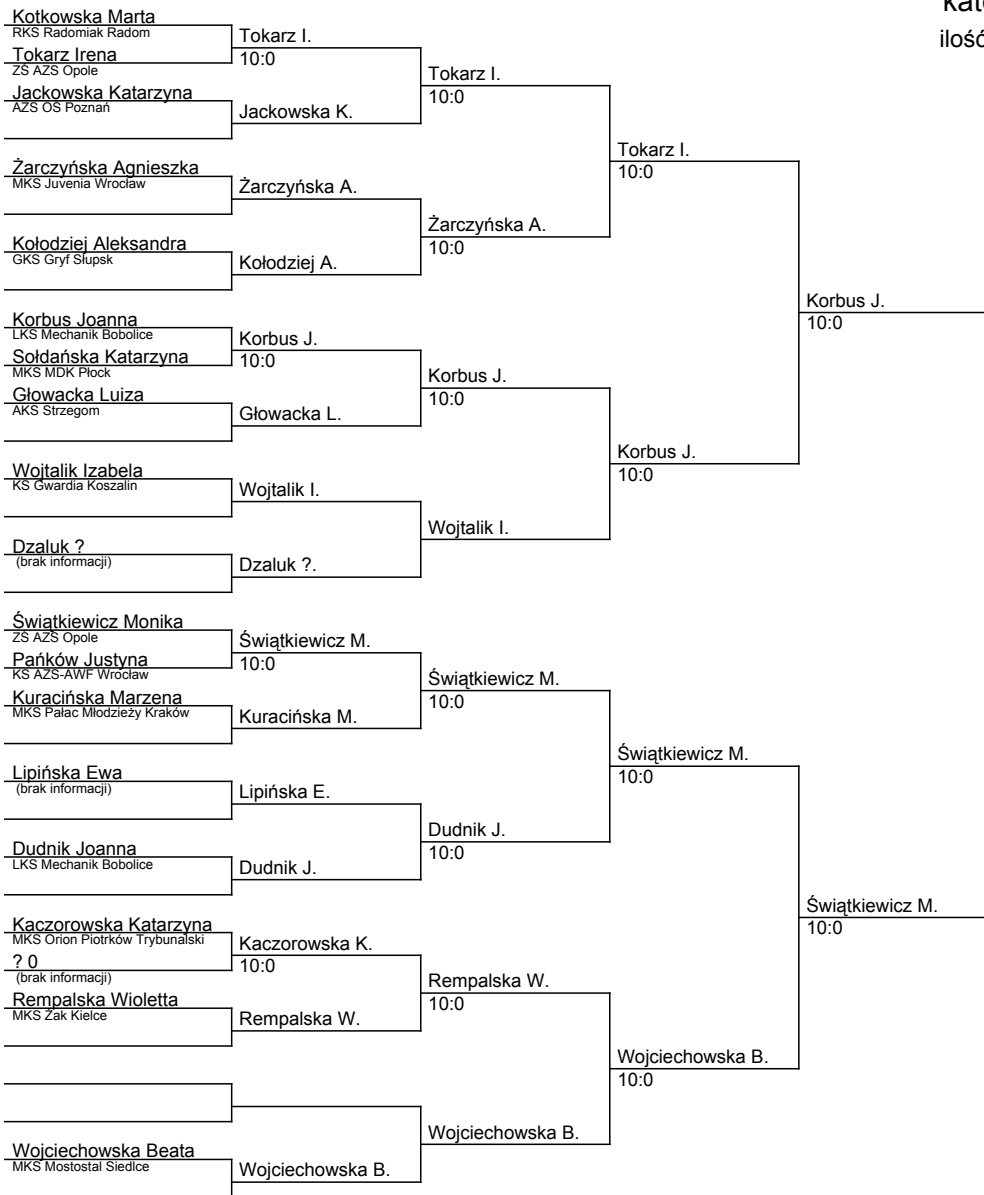 Kotkowska Marta
RKS Radomiak Radom
Tokarz Irena
ZŚ AZS Opole
Jackowska Katarzyna
AZS OŚ Poznań
Żarczyńska Agnieszka
MKS Juvenia Wrocław
Kołodziej Aleksandra
GKS Gryf Słupsk
Korbus Joanna
LKS Mechanik Bobolice
Sołdańska Katarzyna
MKS MDK Płock
Głowacka Luiza
AKS Strzegom
Wojtalik Izabela
KS Gwardia Koszalin
Dzaluk ?
(brak informacji)
Świątkiewicz Monika
ZŚ AZS Opole
Pańków Justyna
KS AZS-AWF Wrocław
Kuracińska Marzena
MKS Pałac Młodzieży Kraków
Lipińska Ewa
(brak informacji)
Dudnik Joanna
LKS Mechanik Bobolice
Kaczorowska Katarzyna
MKS Orion Piotrków Trybunalski
? 0
(brak informacji)
Rempalska Wioletta
MKS Żak Kielce
Wojciechowska Beata
MKS Mostostal Siedlce
Tokarz I.
10:0
Jackowska K.
Żarczyńska A.
Kołodziej A.
Korbus J.
10:0
Głowacka L.
Wojtalik I.
Dzaluk ?.
Świątkiewicz M.
10:0
Kuracińska M.
Lipińska E.
Dudnik J.
Kaczorowska K.
10:0
Rempalska W.
Wojciechowska B.
Tokarz I.
10:0
Żarczyńska A.
10:0
Korbus J.
10:0
Wojtalik I.
Świątkiewicz M.
10:0
Dudnik J.
10:0
Rempalska W.
10:0
Wojciechowska B.
Tokarz I.
10:0
Korbus J.
10:0
Świątkiewicz M.
10:0
Wojciechowska B.
10:0
Korbus J.
10:0
Świątkiewicz M.
10:0
ilość